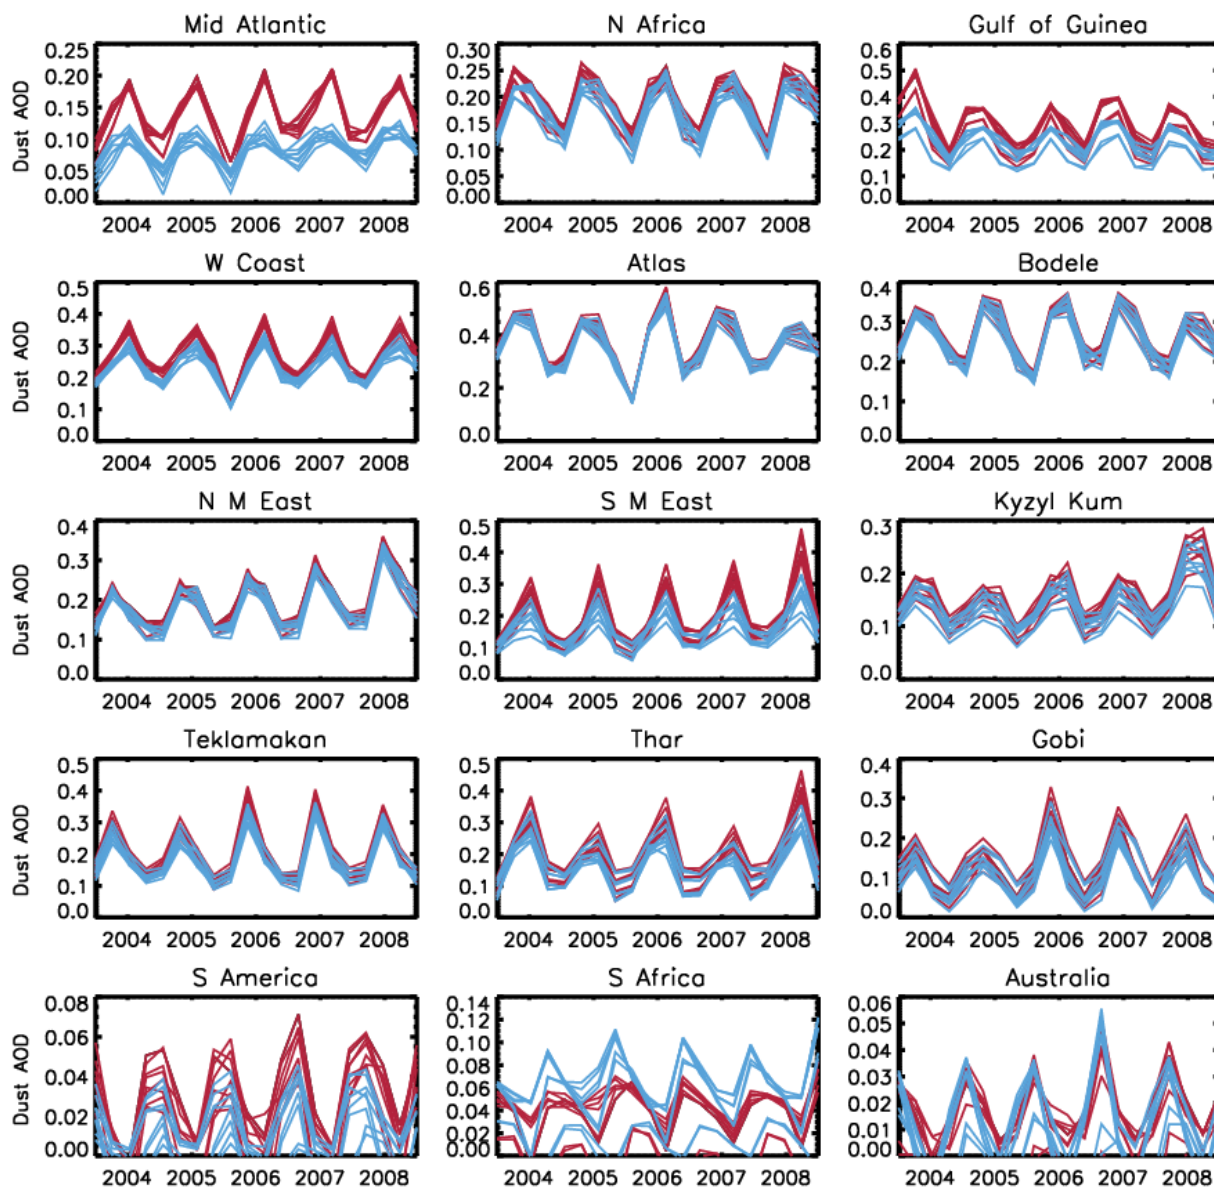 Mid Atlantic N Africa Gulf of Guinea
0.25 0.30 0.6
0.20 0.25 0.5
0.15 0.20 0.4
0.10 0.15 0.3
0.05 0.10 0.2
0.00 0.05 0.1
0.00 0.0
Dust AOD
2004 2005 2006 2007 2008 2004 2005 2006 2007 2008 2004 2005 2006 2007 2008
W Coast Atlas Bodele
0.5 0.6 0.4
0.4 0.4 0.3
0.3 0.2 0.2
0.2 0.0 0.1
0.1 0.0
0.0
Dust AOD
2004 2005 2006 2007 2008 2004 2005 2006 2007 2008 2004 2005 2006 2007 2008
N M East S M East Kyzyl Kum
0.4 0.5 0.3
0.3 0.4 0.2
0.2 0.3 0.1
0.1 0.2 0.0
0.0 0.1
0.0
Dust AOD
2004 2005 2006 2007 2008 2004 2005 2006 2007 2008 2004 2005 2006 2007 2008
Teklamakan Thar Gobi
0.5 0.5 0.4
0.4 0.4 0.3
0.3 0.3 0.2
0.2 0.2 0.1
0.1 0.1 0.0
0.0 0.0
Dust AOD
2004 2005 2006 2007 2008 2004 2005 2006 2007 2008 2004 2005 2006 2007 2008
S America S Africa Australia
0.08 0.14 0.06
0.06 0.12 0.05
0.04 0.10 0.04
0.02 0.08 0.03
0.00 0.06 0.02
0.04 0.01
0.02 0.00
0.00
Dust AOD
2004 2005 2006 2007 2008 2004 2005 2006 2007 2008 2004 2005 2006 2007 2008